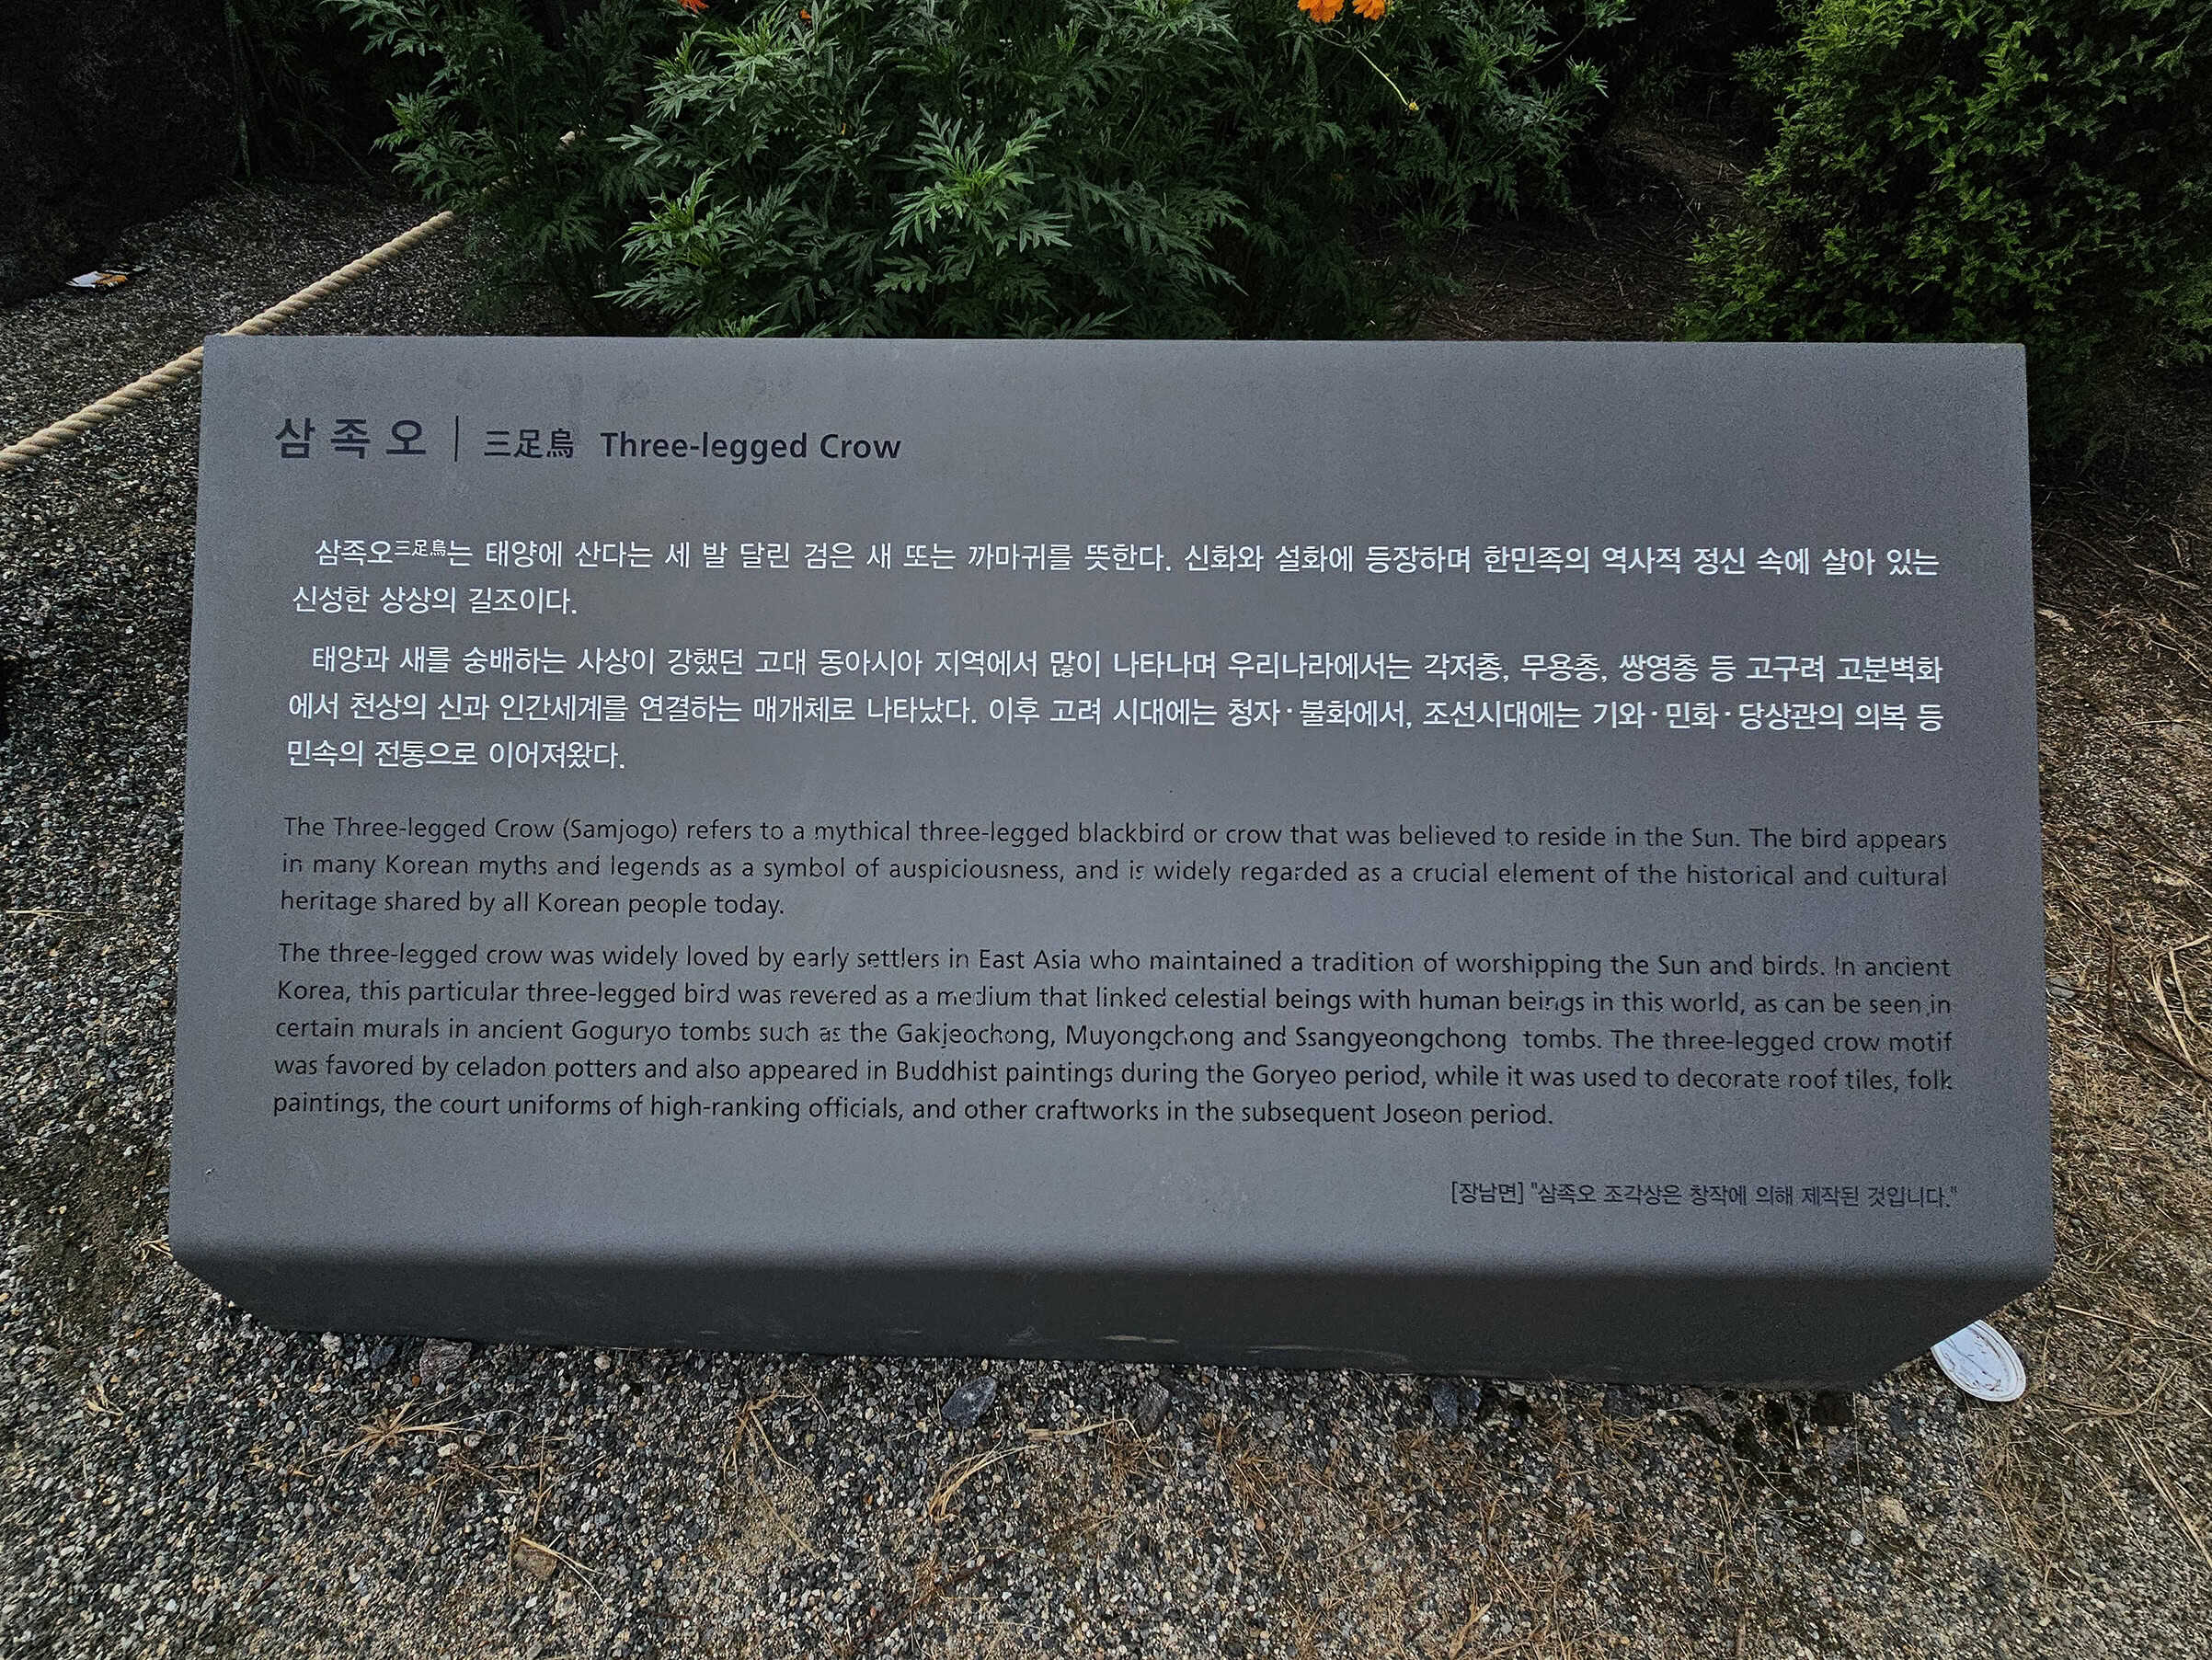 삼족오 | 三足烏 Three-legged Crow
삼족오三足烏는 태양에 산다는 세 발 달린 검은 새 또는 까마귀를 뜻한다. 신화와 설화에 등장하며 한민족의 역사적 정신 속에 살아 있는
신성한 상상의 길조이다.
태양과 새를 숭배하는 사상이 강했던 고대 동아시아 지역에서 많이 나타나며 우리나라에서는 각저총, 무용총, 쌍영총 등 고구려 고분벽화
에서 천상의 신과 인간세계를 연결하는 매개체로 나타났다. 이후 고려 시대에는 청자·불화에서, 조선시대에는 기와·민화·당상관의 의복 등
민속의 전통으로 이어져왔다.
The Three-legged Crow (Samjogo) refers to a mythical three-legged blackbird or crow that was believed to reside in the Sun. The bird appears
in many Korean myths and legends as a symbol of auspiciousness, and is widely regarded as a crucial element of the historical and cultural
heritage shared by all Korean people today.
The three-legged crow was widely loved by early settlers in East Asia who maintained a tradition of worshipping the Sun and birds. In ancient
Korea, this particular three-legged bird was revered as a medium that linked celestial beings with human beings in this world, as can be seen in
certain murals in ancient Goguryo tombs such as the Gakjeochong, Muyongchong and Ssangyeongchong tombs. The three-legged crow motif
was favored by celadon potters and also appeared in Buddhist paintings during the Goryeo period, while it was used to decorate roof tiles, folk
paintings, the court uniforms of high-ranking officials, and other craftworks in the subsequent Joseon period.
[장남면] "삼족오 조각상은 창작에 의해 제작된 것입니다."